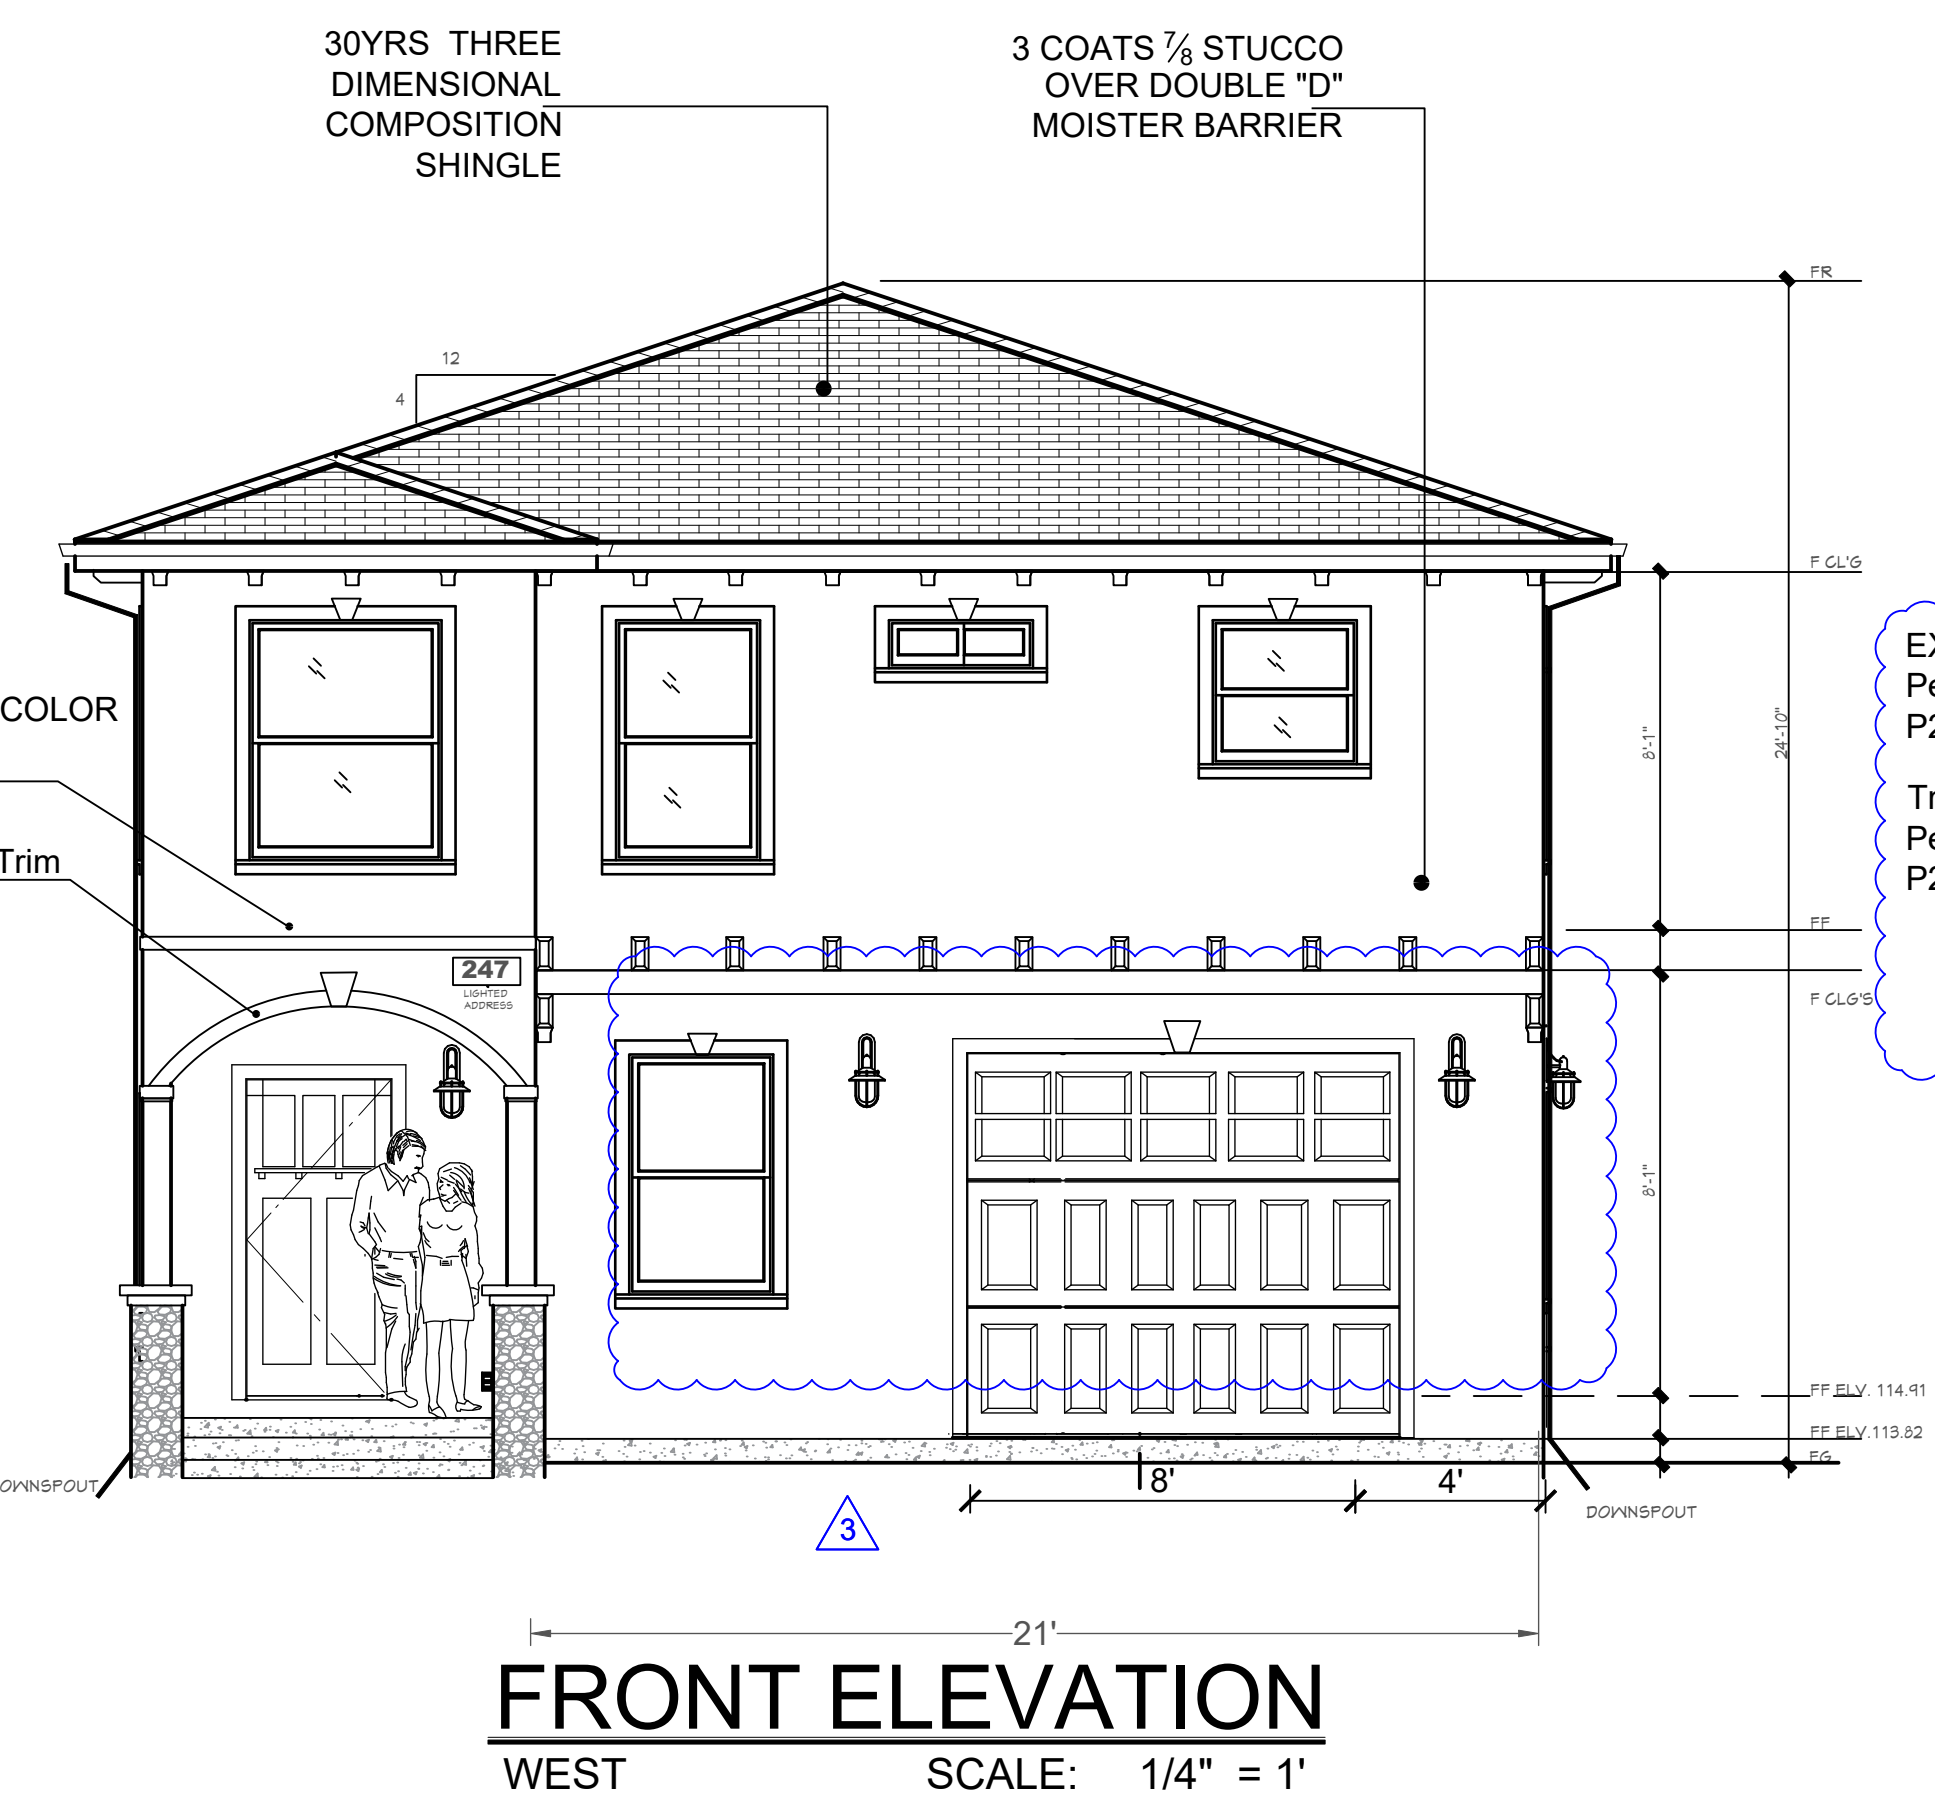 30YRS THREE
DIMENSIONAL
COMPOSITION
SHINGLE
3 COATS 7/8 STUCCO
OVER DOUBLE "D"
MOISTER BARRIER
FR
12
4
F CL'G
COLOR
Trim
8'-1"
24'-10"
FF
F CLG'S
247
LIGHTED
ADDRESS
8'-1"
FF ELV. 114.91
FF ELV.113.82
FG
8'
4'
DOWNSPOUT
3
21'
FRONT ELEVATION
WEST SCALE: 1/4" = 1'